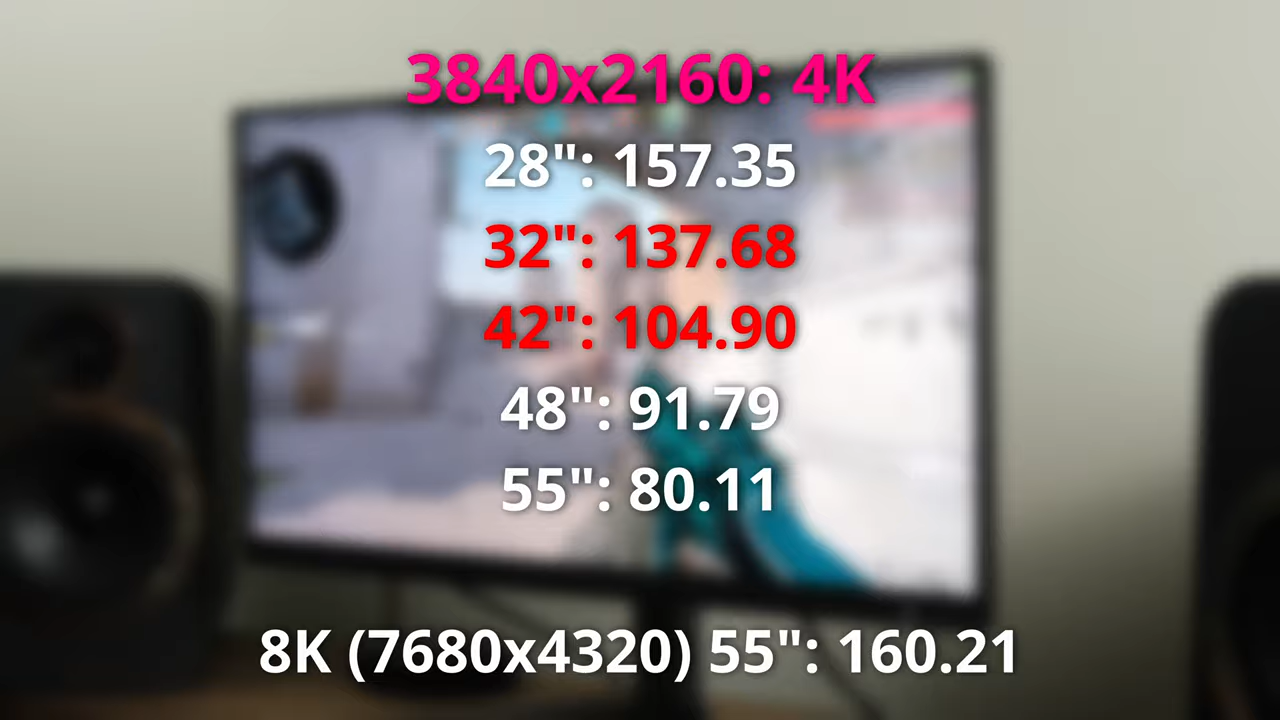 3840x2160: 4K
28": 157.35
32": 137.68
42": 104.90
48": 91.79
55": 80.11
8K (7680x4320) 55": 160.21